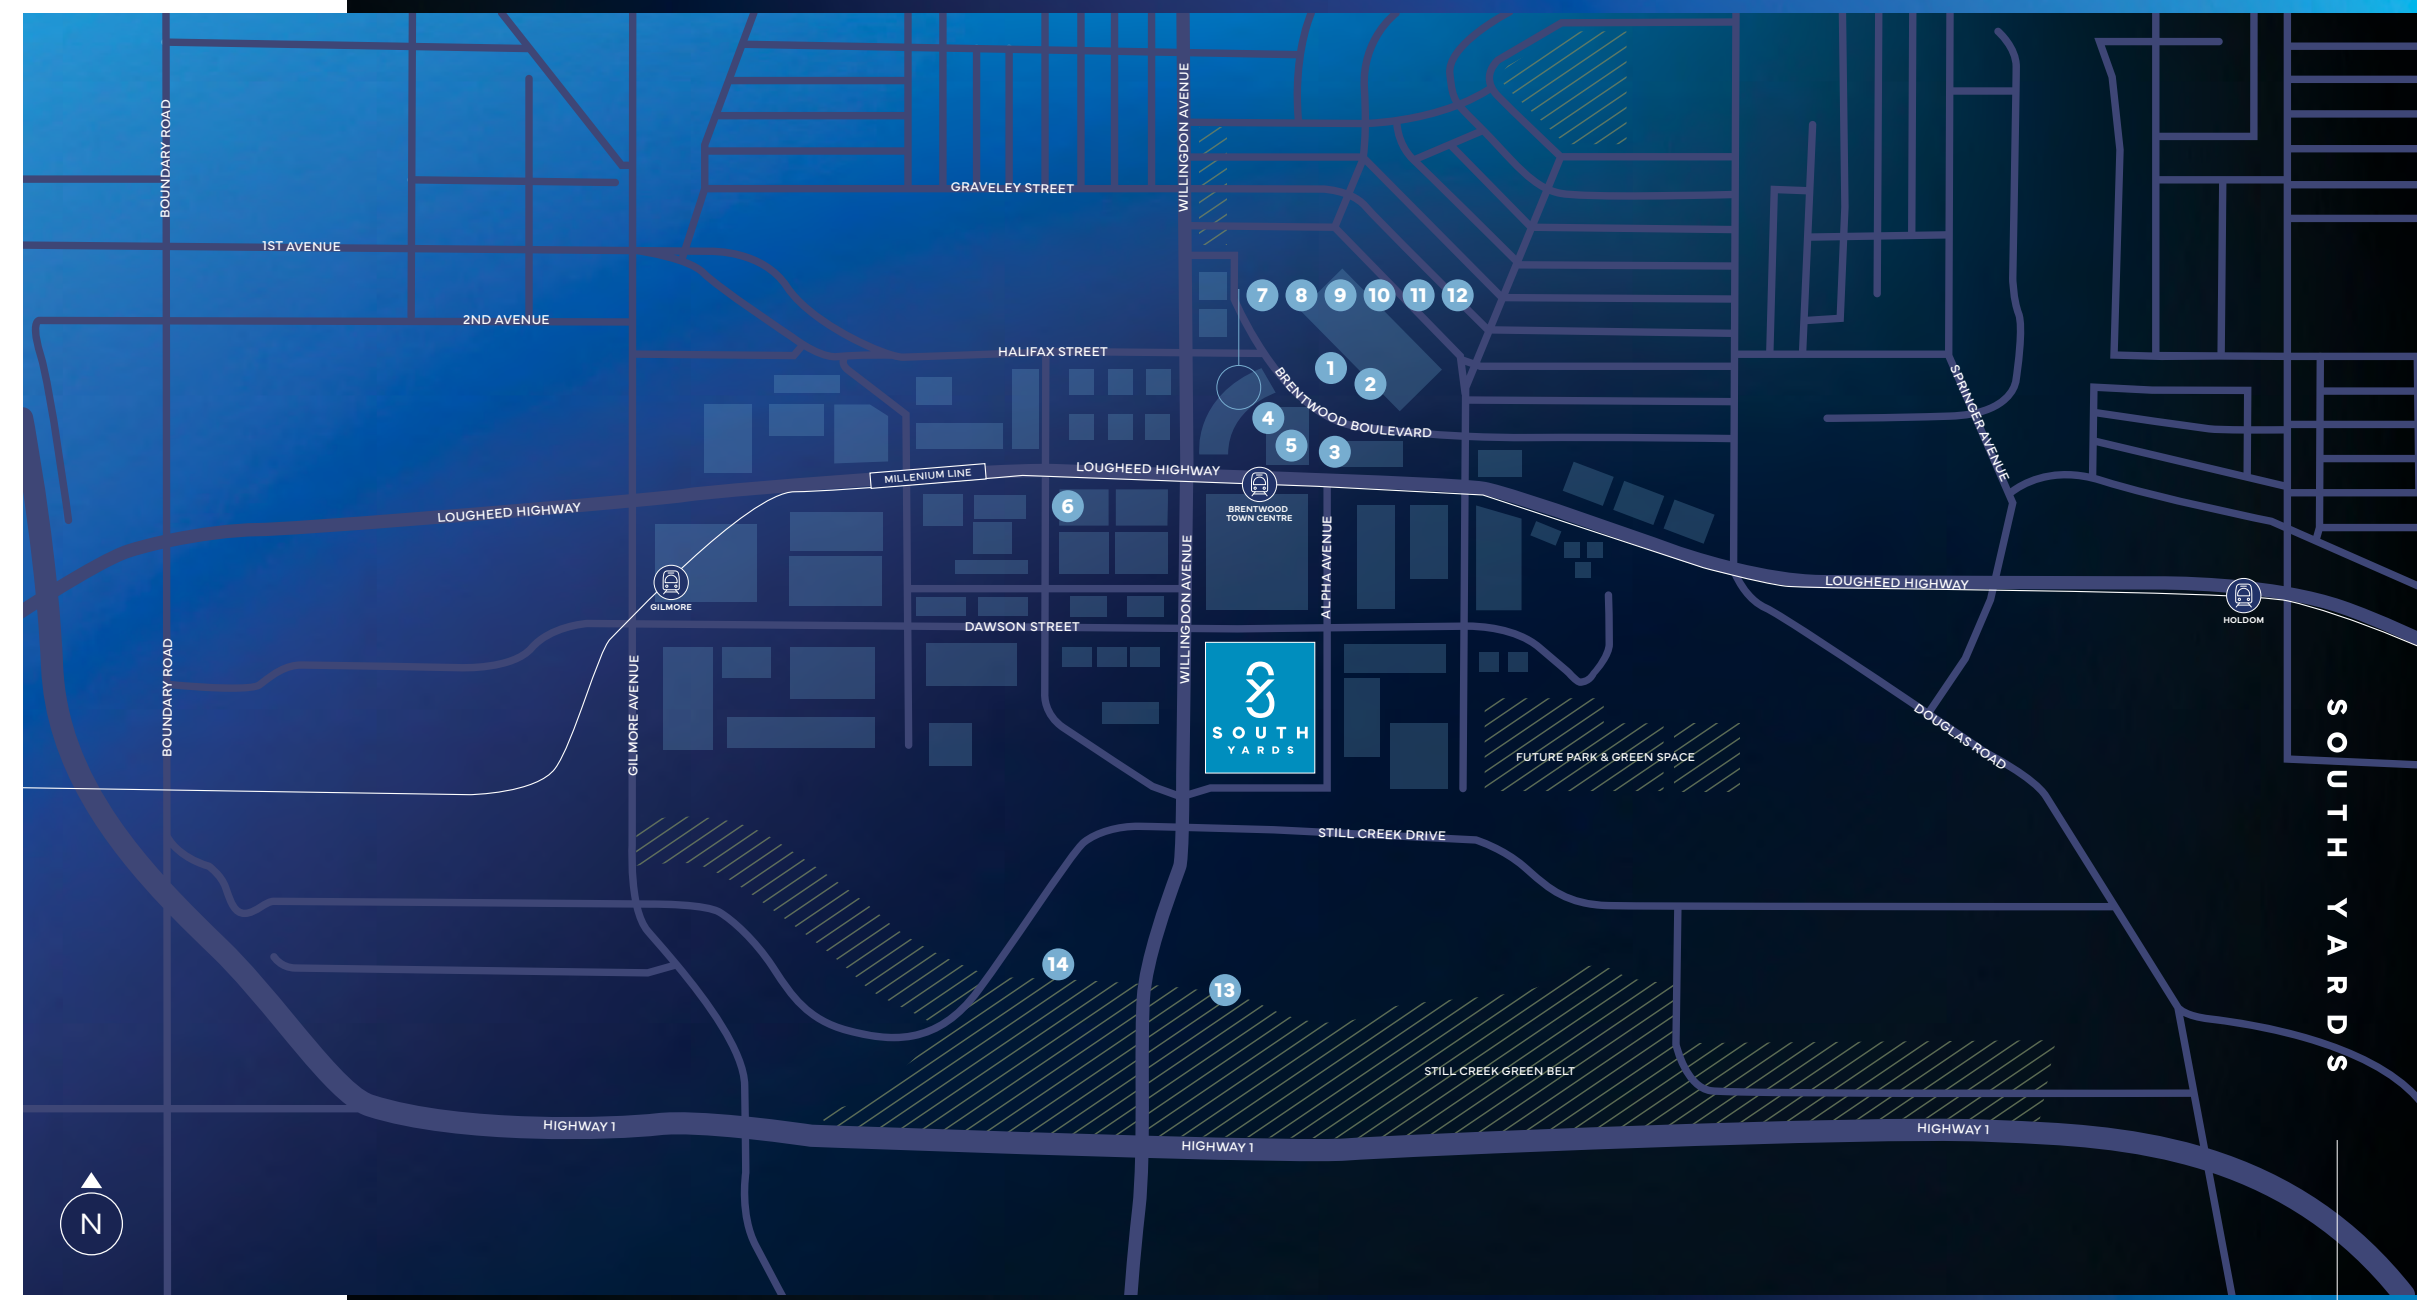 BOUNDARY ROAD
WILLINGDON AVENUE
GRAVELEY STREET
1ST AVENUE
2ND AVENUE
HALIFAX STREET
7 8 9 10 11 12
1
2
BRENTWOOD BOULEVARD
4
5
3
SPRINGER AVENUE
LOUGHEED HIGHWAY
MILLENIUM LINE
LOUGHEED HIGHWAY
6
BRENTWOOD
TOWN CENTRE
ALPHA AVENUE
WILLINGDON AVENUE
LOUGHEED HIGHWAY
GILMORE
HOLDOM
DAWSON STREET
BOUNDARY ROAD
GILMORE AVENUE
SOUTH
YARDS
FUTURE PARK & GREEN SPACE
DOUGLAS ROAD
SOUTH YARDS
STILL CREEK DRIVE
14
13
STILL CREEK GREEN BELT
HIGHWAY 1
HIGHWAY 1
HIGHWAY 1
N